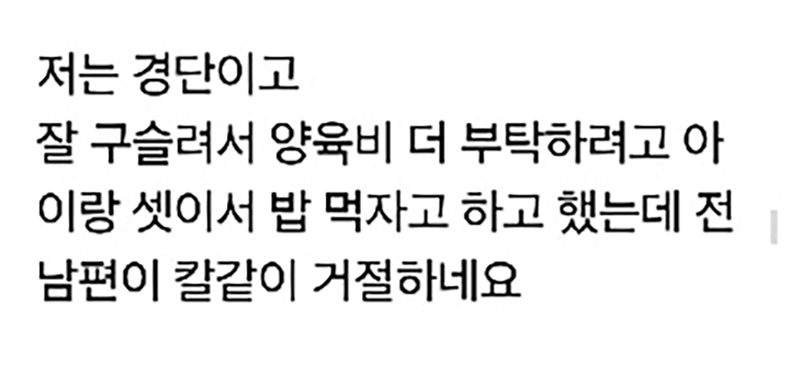 저는 경단이고
잘 구슬려서 양육비 더 부탁하려고 아
이랑 셋이서 밥 먹자고 하고 했는데 전
남편이 칼같이 거절하네요